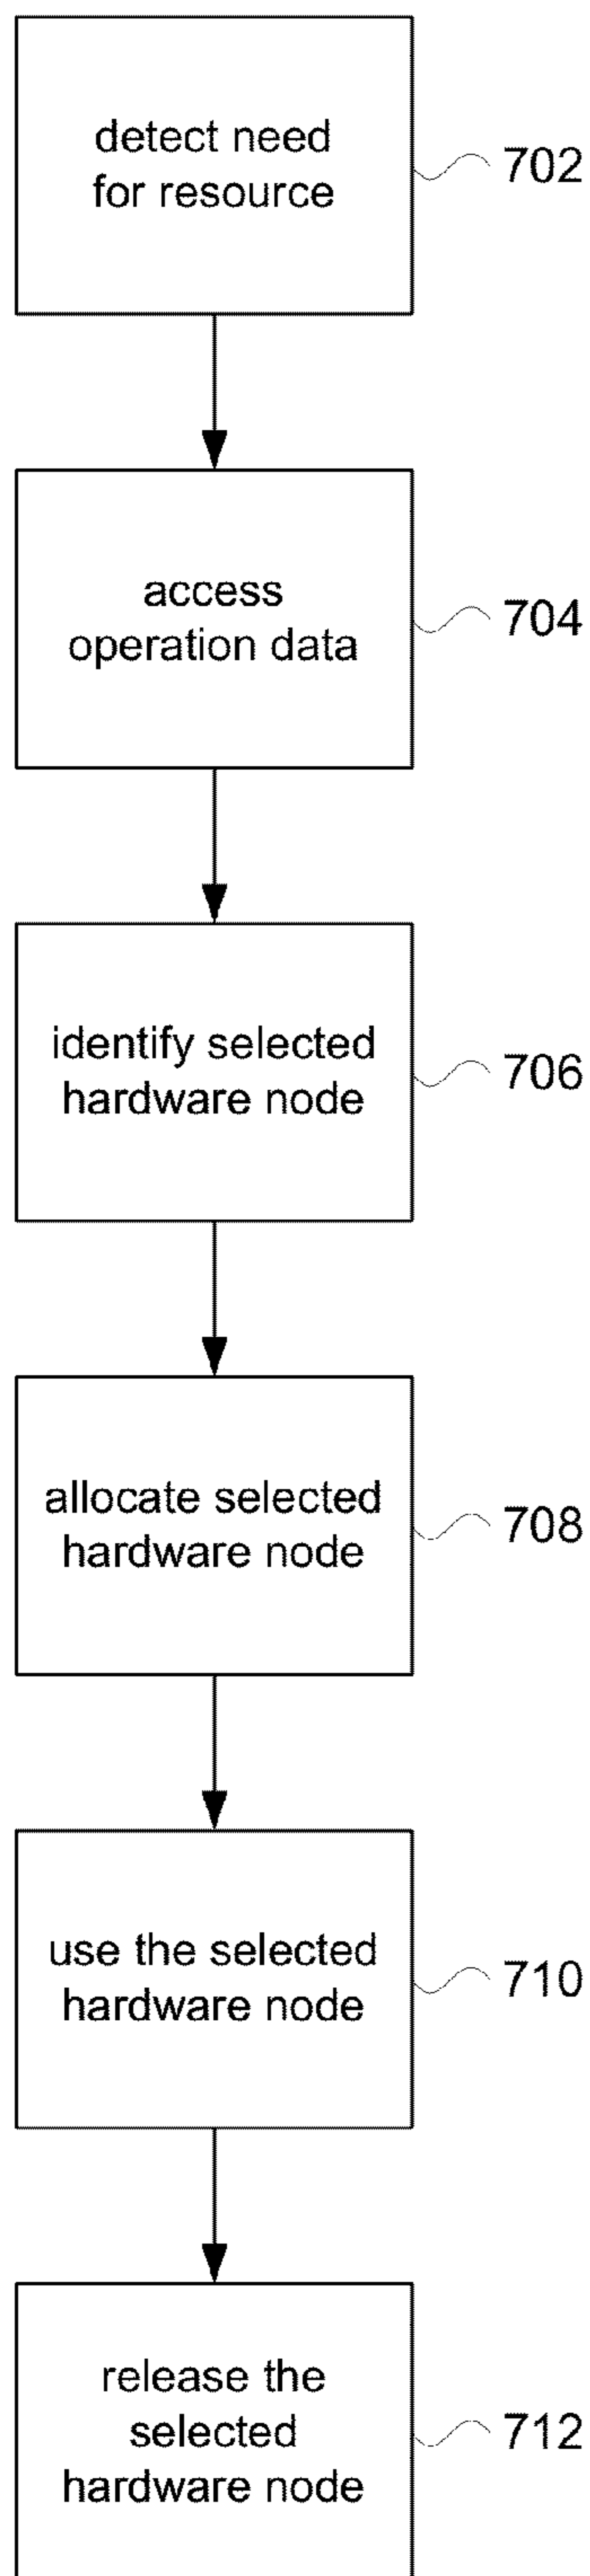 detect need
for resource
702
access
operation data
704
identify selected
hardware node
706
allocate selected
hardware node
708
use the selected
hardware node
710
release the
selected
hardware node
712